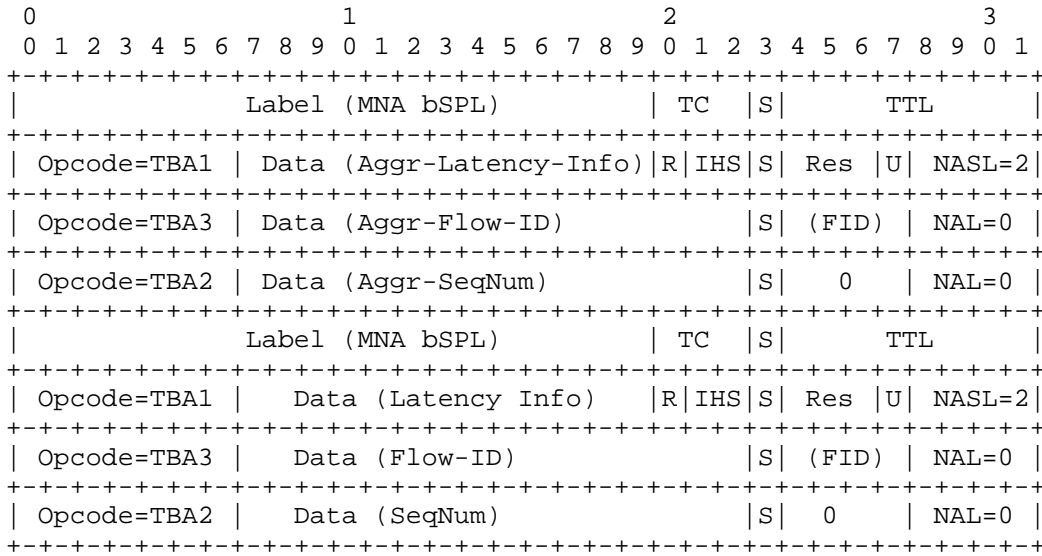 0                   1                   2                   3
 0 1 2 3 4 5 6 7 8 9 0 1 2 3 4 5 6 7 8 9 0 1 2 3 4 5 6 7 8 9 0 1
+-+-+-+-+-+-+-+-+-+-+-+-+-+-+-+-+-+-+-+-+-+-+-+-+-+-+-+-+-+-+-+-+
|              Label (MNA bSPL)         | TC  |S|      TTL      |
+-+-+-+-+-+-+-+-+-+-+-+-+-+-+-+-+-+-+-+-+-+-+-+-+-+-+-+-+-+-+-+-+
| Opcode=TBA1 | Data (Aggr-Latency-Info)|R|IHS|S| Res |U| NASL=2|
+-+-+-+-+-+-+-+-+-+-+-+-+-+-+-+-+-+-+-+-+-+-+-+-+-+-+-+-+-+-+-+-+
| Opcode=TBA3 | Data (Aggr-Flow-ID)           |S| (FID) | NAL=0 |
+-+-+-+-+-+-+-+-+-+-+-+-+-+-+-+-+-+-+-+-+-+-+-+-+-+-+-+-+-+-+-+-+
| Opcode=TBA2 | Data (Aggr-SeqNum)            |S|   0   | NAL=0 |
+-+-+-+-+-+-+-+-+-+-+-+-+-+-+-+-+-+-+-+-+-+-+-+-+-+-+-+-+-+-+-+-+
|              Label (MNA bSPL)         | TC  |S|      TTL      |
+-+-+-+-+-+-+-+-+-+-+-+-+-+-+-+-+-+-+-+-+-+-+-+-+-+-+-+-+-+-+-+-+
| Opcode=TBA1 |   Data (Latency Info)   |R|IHS|S| Res |U| NASL=2|
+-+-+-+-+-+-+-+-+-+-+-+-+-+-+-+-+-+-+-+-+-+-+-+-+-+-+-+-+-+-+-+-+
| Opcode=TBA3 |   Data (Flow-ID)              |S| (FID) | NAL=0 |
+-+-+-+-+-+-+-+-+-+-+-+-+-+-+-+-+-+-+-+-+-+-+-+-+-+-+-+-+-+-+-+-+
| Opcode=TBA2 |   Data (SeqNum)               |S|  0    | NAL=0 |
+-+-+-+-+-+-+-+-+-+-+-+-+-+-+-+-+-+-+-+-+-+-+-+-+-+-+-+-+-+-+-+-+